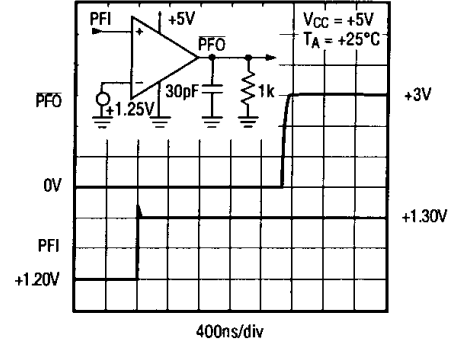 PFI
+5V
V_CC = +5V
T_A = +25°C
+
PFO
−
30pF
1k
+1.25V
PFO
+3V
0V
+1.30V
PFI
+1.20V
400ns/div